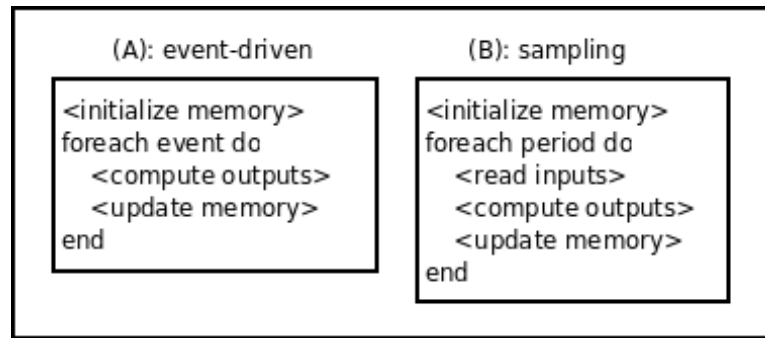 (A): event-driven
<initialize memory>
foreach event do
<compute outputs>
<update memory>
end
(B): sampling
<initialize memory>
foreach period do
<read inputs>
<compute outputs>
<update memory>
end